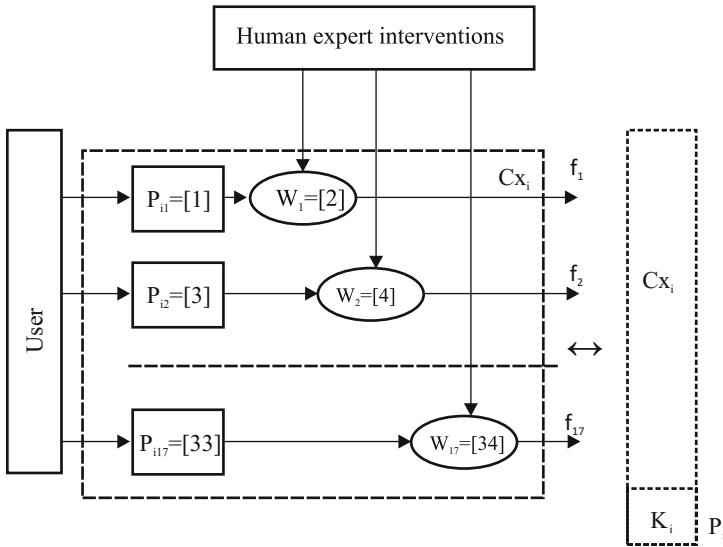 Human expert interventions
User
P_i1=[1]
W_1=[2]
Cx_i
f_1
P_i2=[3]
W_2=[4]
f_2
Cx_i
↔
P_i17=[33]
W_17=[34]
f_17
K_i
P